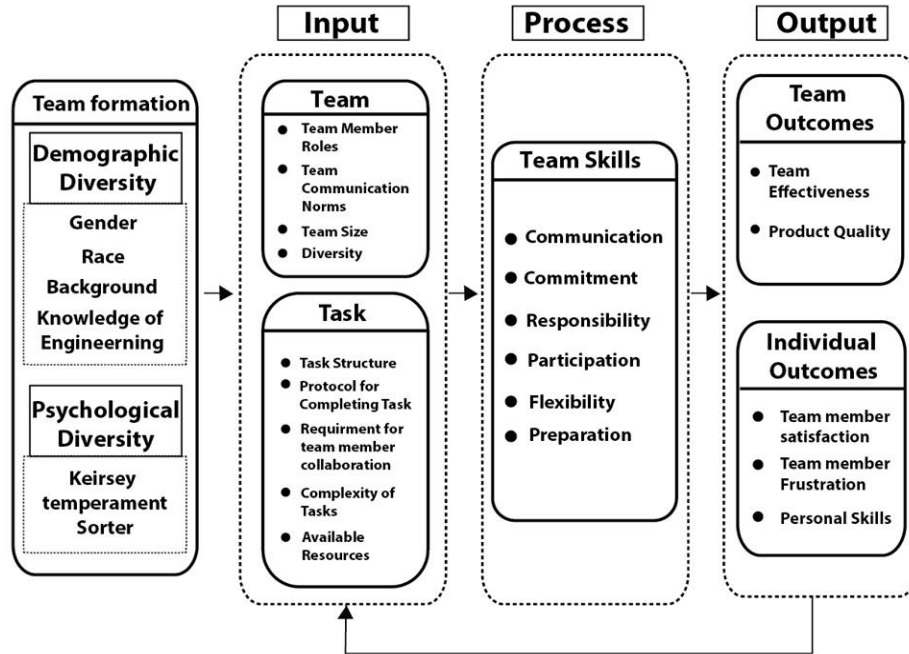 Input
Process
Output
Team formation
Demographic
Diversity
Gender
Race
Background
Knowledge of
Engineerning
Psychological
Diversity
Keirsey
temperament
Sorter
Team
Team Member
Roles
Team
Communication
Norms
Team Size
Diversity
Task
Task Structure
Protocol for
Completing Task
Requirment for
team member
collaboration
Complexity of
Tasks
Available
Resources
Team Skills
Communication
Commitment
Responsibility
Participation
Flexibility
Preparation
Team
Outcomes
Team
Effectiveness
Product Quality
Individual
Outcomes
Team member
satisfaction
Team member
Frustration
Personal Skills